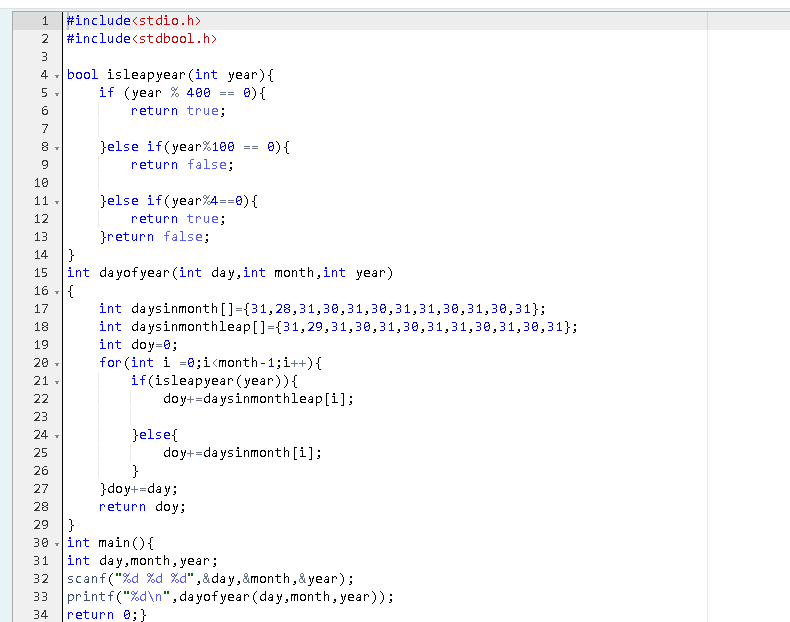 1 #include<stdio.h>
2 #include<stdbool.h>
3
4 bool isleapyear(int year){
5     if (year % 400 == 0){
6         return true;
7
8     }else if(year%100 == 0){
9         return false;
10
11     }else if(year%4==0){
12         return true;
13     }return false;
14 }
15 int dayofyear(int day,int month,int year)
16 {
17     int daysinmonth[]={31,28,31,30,31,30,31,31,30,31,30,31};
18     int daysinmonthleap[]={31,29,31,30,31,30,31,31,30,31,30,31};
19     int doy=0;
20     for(int i =0;i<month-1;i++){
21         if(isleapyear(year)){
22             doy+=daysinmonthleap[i];
23
24         }else{
25             doy+=daysinmonth[i];
26         }
27     }doy+=day;
28     return doy;
29 }
30 int main(){
31 int day,month,year;
32 scanf("%d %d %d",&day,&month,&year);
33 printf("%d\n",dayofyear(day,month,year));
34 return 0;}